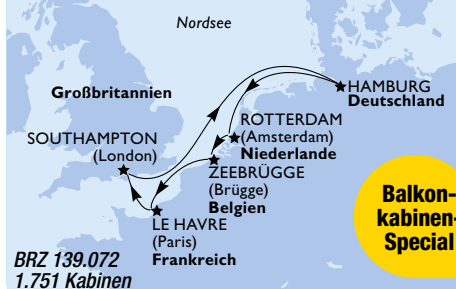 Nordsee
Großbritannien
HAMBURG
Deutschland
ROTTERDAM
(Amsterdam)
Niederlande
SOUTHAMPTON
(London)
ZEEBRÜGGE
(Brügge)
Belgien
LE HAVRE
(Paris)
Frankreich
Balkon-
kabinen-
Special
BRZ 139.072
1.751 Kabinen